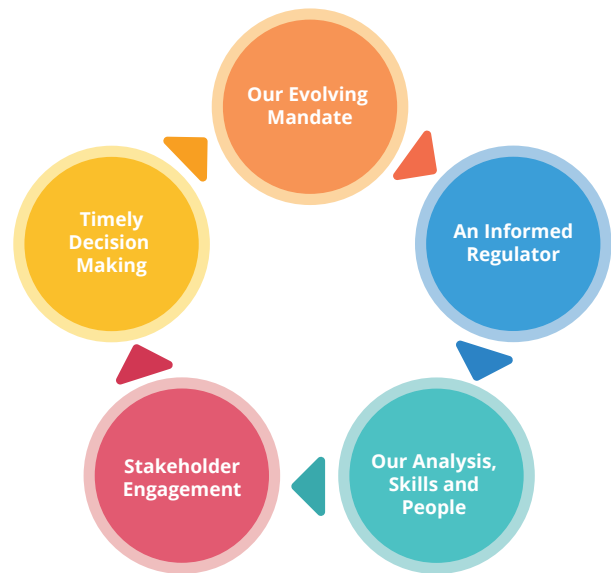 Our Evolving
Mandate
An Informed
Regulator
Our Analysis,
Skills and
People
Stakeholder
Engagement
Timely
Decision
Making